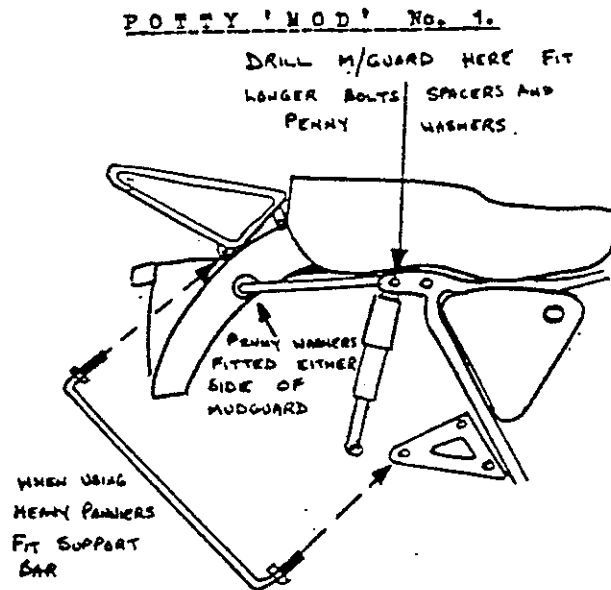 POTTY 'MOD' No. 1.
DRILL M/GUARD HERE FIT
LONGER BOLTS SPACERS AND
PENNY WASHERS.
PENNY WASHERS
FITTED EITHER
SIDE OF
MUDGUARD
WHEN USING
HEAVY PANNIERS
FIT SUPPORT
BAR